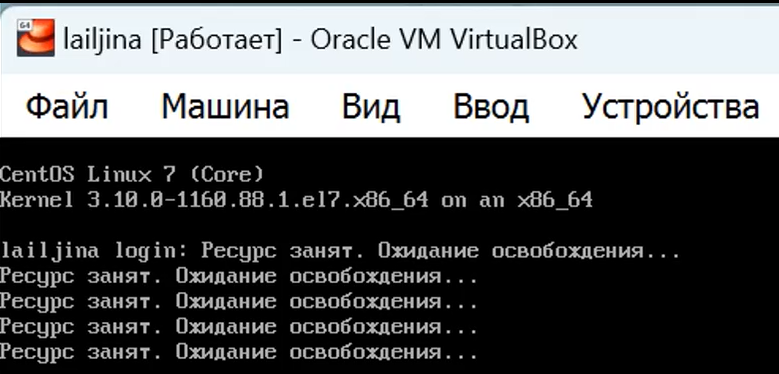 64
lailjina [Работает] - Oracle VM VirtualBox
Файл Машина Вид Ввод Устройства
CentOS Linux 7 (Core)
Kernel 3.10.0-1160.88.1.el7.x86_64 on an x86_64
lailjina login: Ресурс занят. Ожидание освобождения...
Ресурс занят. Ожидание освобождения...
Ресурс занят. Ожидание освобождения...
Ресурс занят. Ожидание освобождения...
Ресурс занят. Ожидание освобождения...